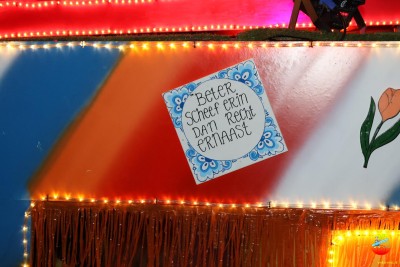 Beter
scheef erin
dan recht
ernaast